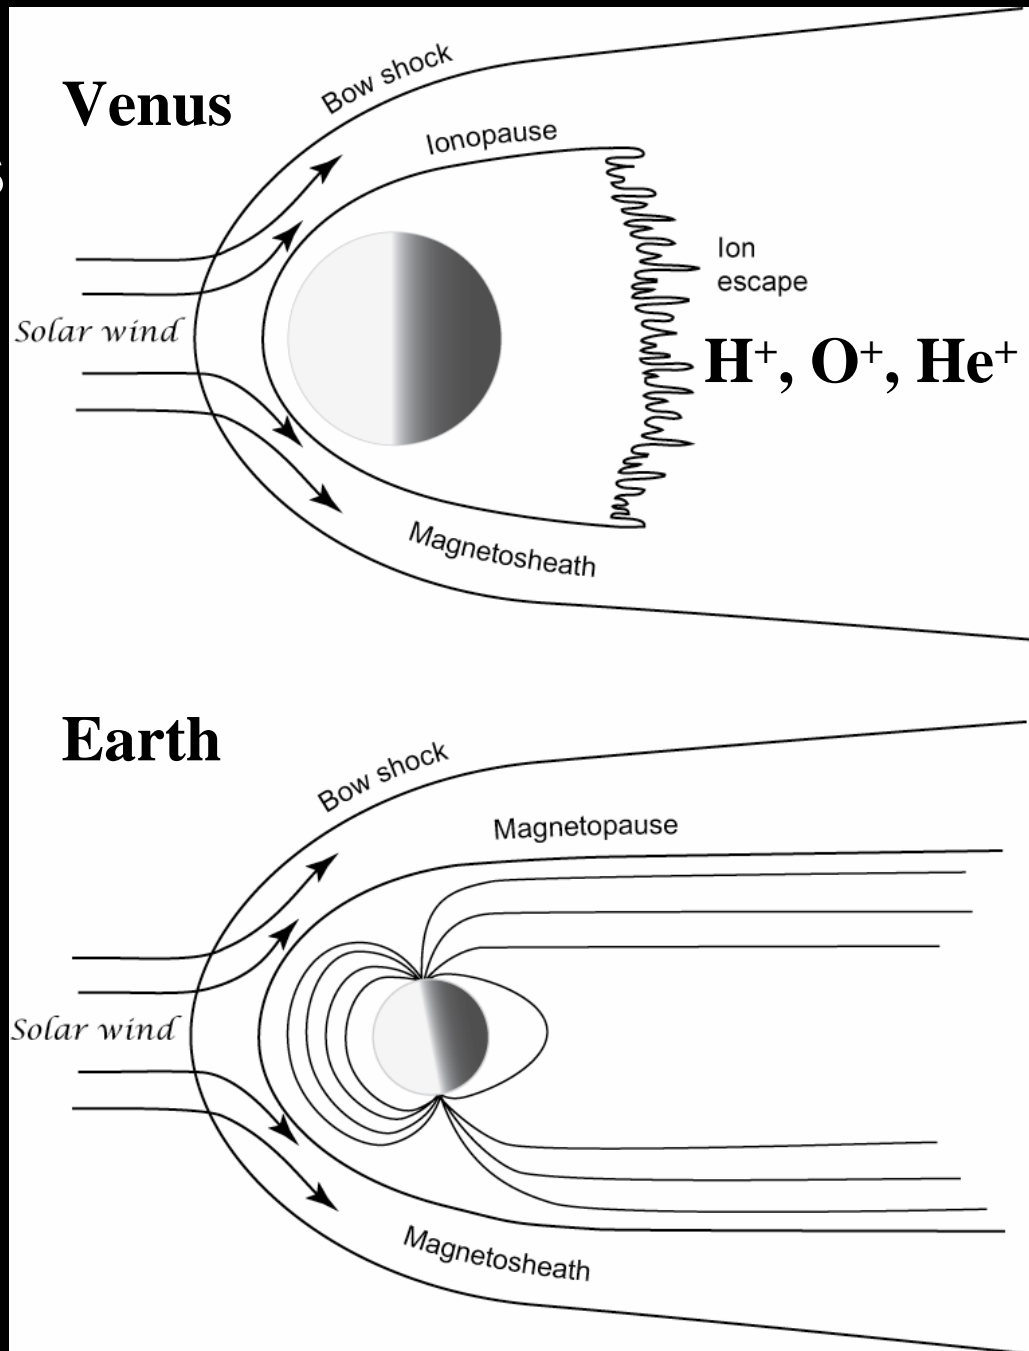 Venus
Bow shock
Ionopause
Ion
escape
Solar wind
H⁺, O⁺, He⁺
Magnetosheath
Earth
Bow shock
Magnetopause
Solar wind
Magnetosheath